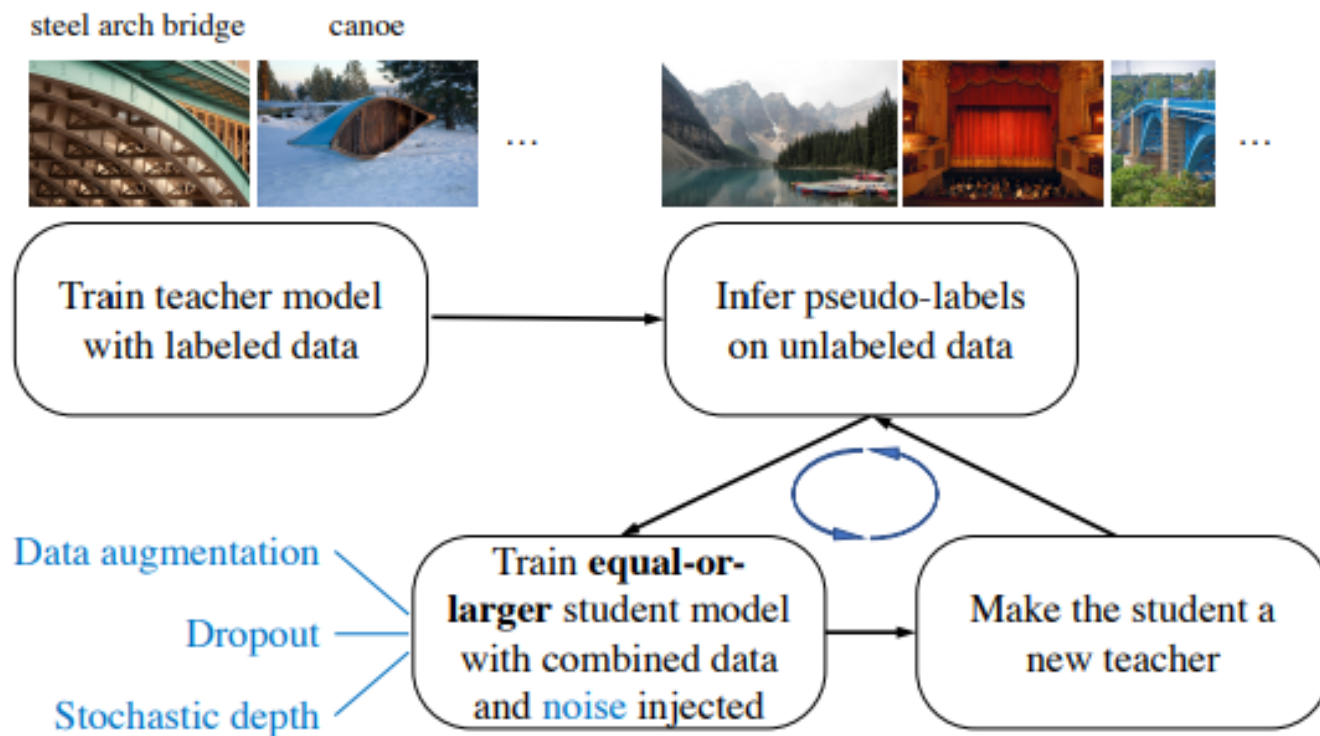 steel arch bridge
canoe
...
...
Train teacher model
with labeled data
Infer pseudo-labels
on unlabeled data
Data augmentation
Dropout
Stochastic depth
Train equal-or-
larger student model
with combined data
and noise injected
Make the student a
new teacher